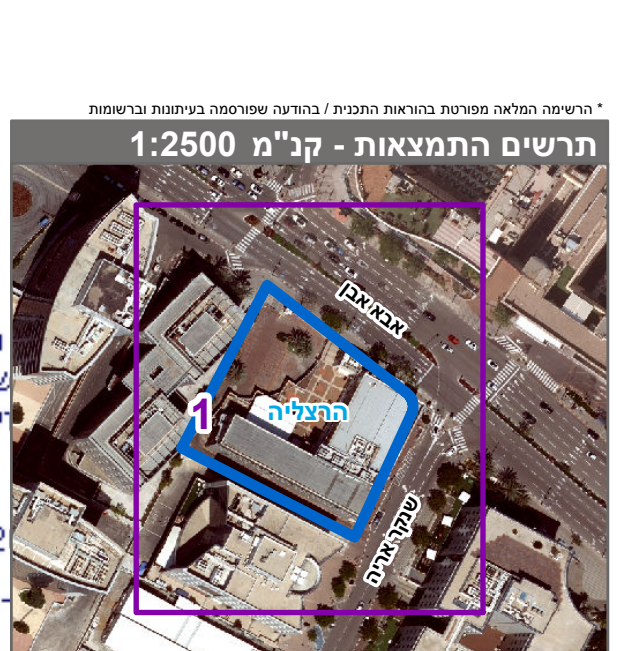 * הרשימה המלאה מפורטת בהוראות התכנית / בהודעה שפורסמה בעיתונות וברשומות
תרשים התמצאות - קנ"מ 1:2500
אבא אבן
1
הרצליה
שנקר אריה